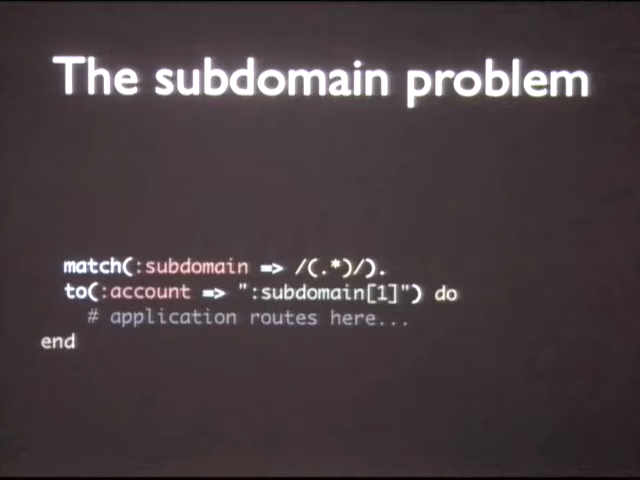 The subdomain problem
match(:subdomain => /(.*)/).
to(:account => ":subdomain[1]") do
# application routes here...
end